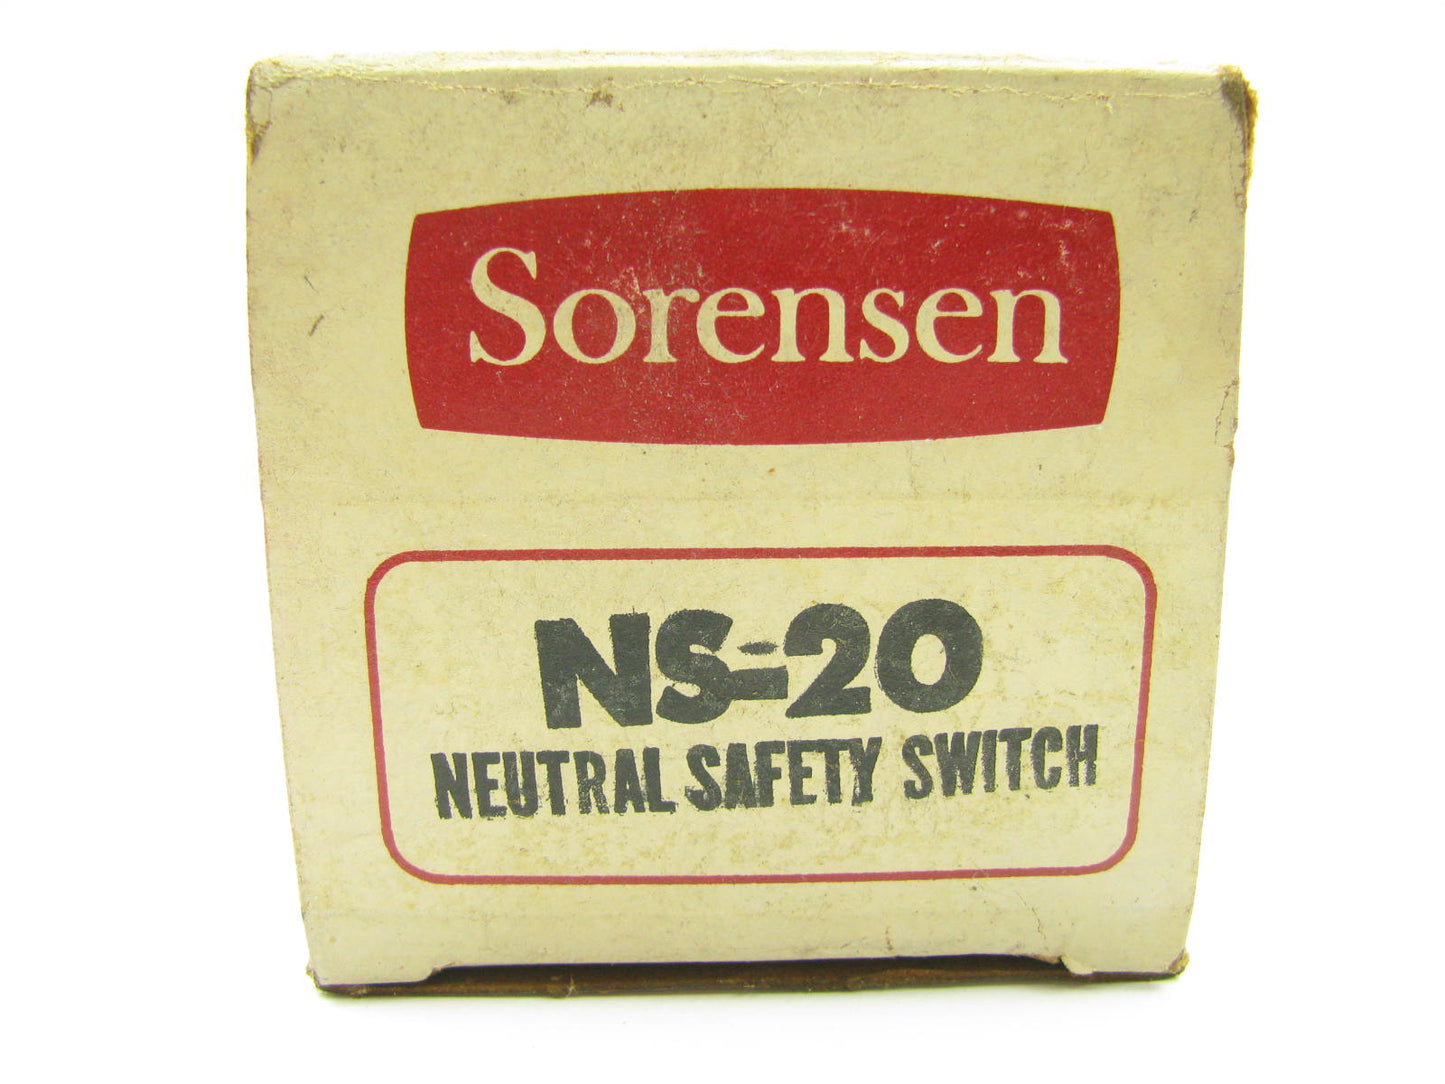 Sorensen
NS-20
NEUTRAL SAFETY SWITCH